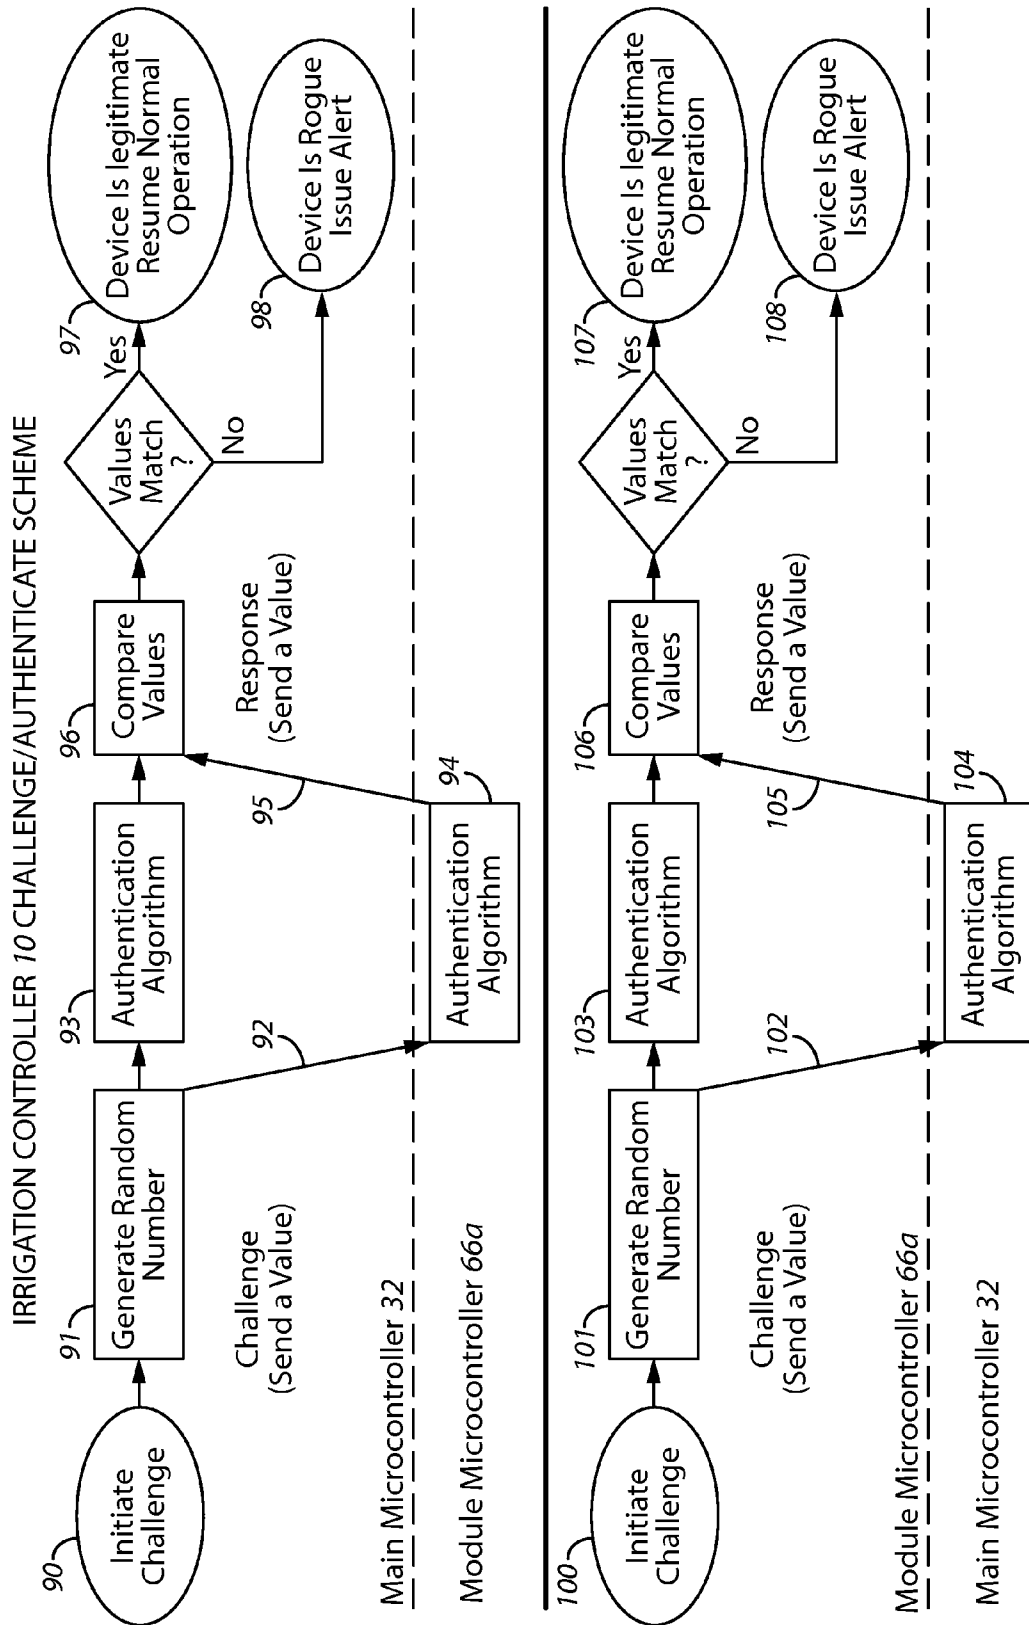 IRRIGATION CONTROLLER 10 CHALLENGE/AUTHENTICATE SCHEME
90
Initiate
Challenge
91
Generate Random
Number
Challenge
(Send a Value)
92
93
Authentication
Algorithm
94
Authentication
Algorithm
95
Response
(Send a Value)
96
Compare
Values
Values
Match
?
Yes
No
97
Device Is legitimate
Resume Normal
Operation
98
Device Is Rogue
Issue Alert
Main Microcontroller 32
Module Microcontroller 66a
100
Initiate
Challenge
101
Generate Random
Number
Challenge
(Send a Value)
102
103
Authentication
Algorithm
104
Authentication
Algorithm
105
Response
(Send a Value)
106
Compare
Values
Values
Match
?
Yes
No
107
Device Is legitimate
Resume Normal
Operation
108
Device Is Rogue
Issue Alert
Module Microcontroller 66a
Main Microcontroller 32